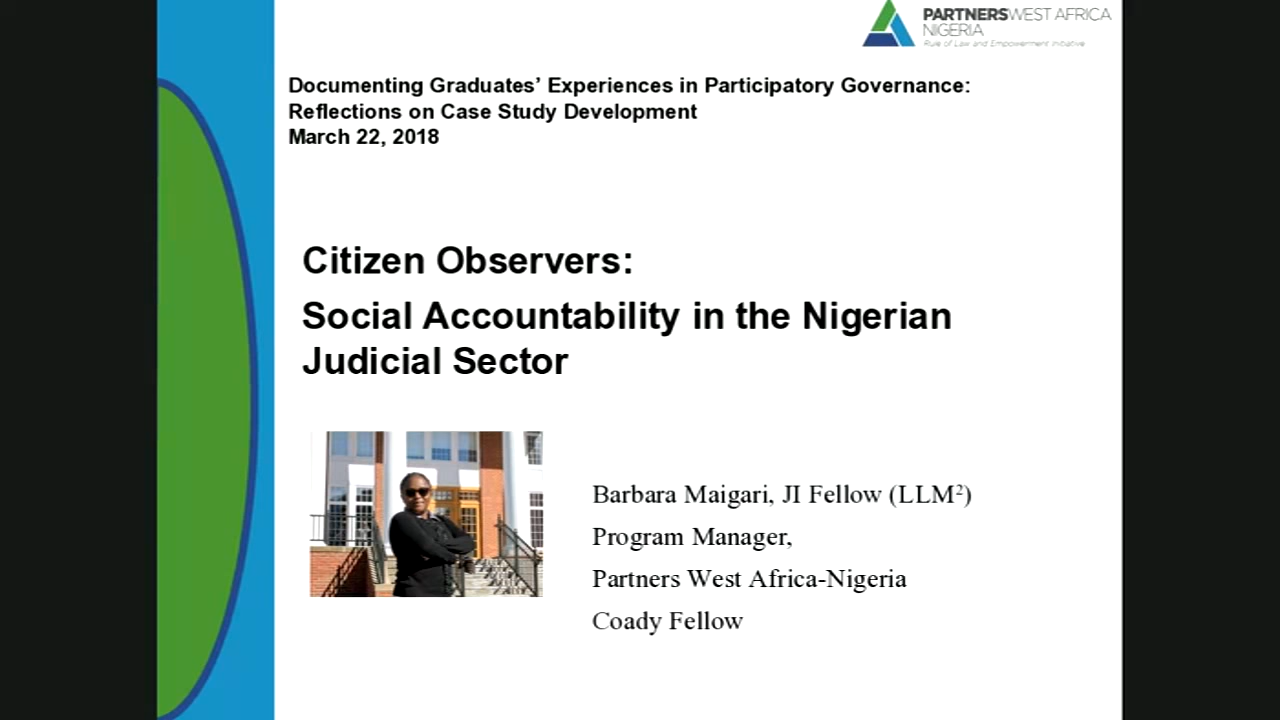 PARTNERSWEST AFRICA
NIGERIA
Rule of Law and Empowerment Initiative
Documenting Graduates’ Experiences in Participatory Governance:
Reflections on Case Study Development
March 22, 2018
Citizen Observers:
Social Accountability in the Nigerian
Judicial Sector
Barbara Maigari, JI Fellow (LLM²)
Program Manager,
Partners West Africa-Nigeria
Coady Fellow